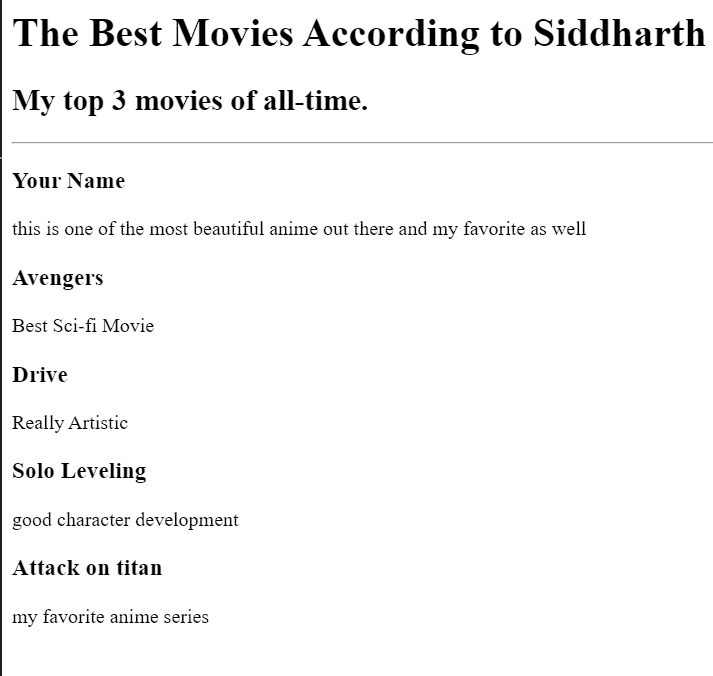 The Best Movies According to Siddharth
My top 3 movies of all-time.
Your Name
this is one of the most beautiful anime out there and my favorite as well
Avengers
Best Sci-fi Movie
Drive
Really Artistic
Solo Leveling
good character development
Attack on titan
my favorite anime series